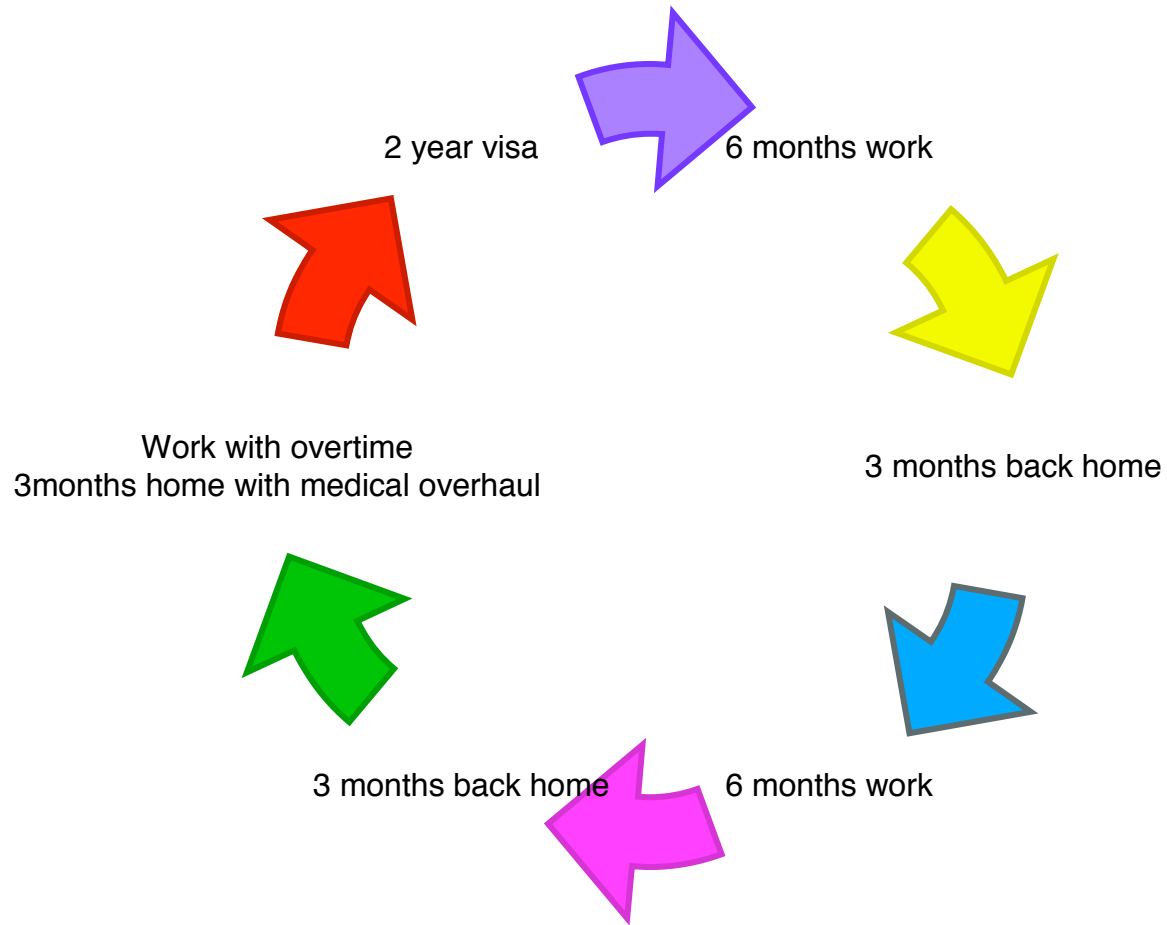 2 year visa
6 months work
3 months back home
6 months work
3 months back home
Work with overtime
3months home with medical overhaul